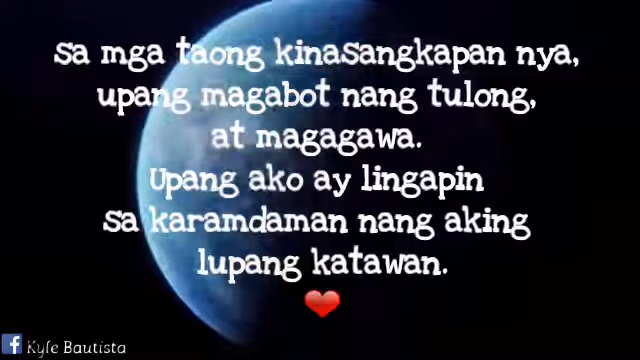 sa mga taong kinasangkapan nya,
upang magabot nang tulong,
at magagawa.
Upang ako ay lingapin
sa karamdaman nang aking
lupang katawan.
Kyle Bautista